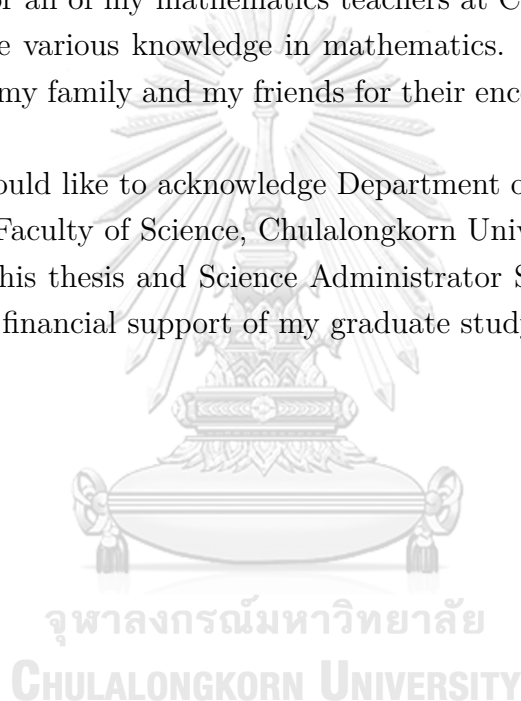 or all of my mathematics teachers at C
e various knowledge in mathematics.
my family and my friends for their enc
ould like to acknowledge Department o
Faculty of Science, Chulalongkorn Univ
his thesis and Science Administrator S
financial support of my graduate study
จุฬาลงกรณ์มหาวิทยาลัย
CHULALONGKORN UNIVERSITY